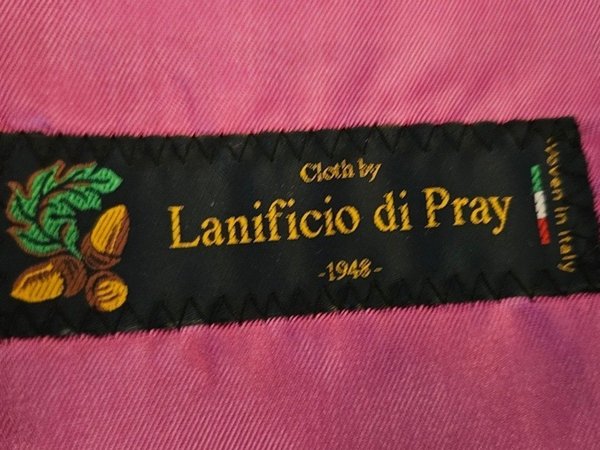 Cloth by
Lanificio di Pray
-1948-
Woven in Italy